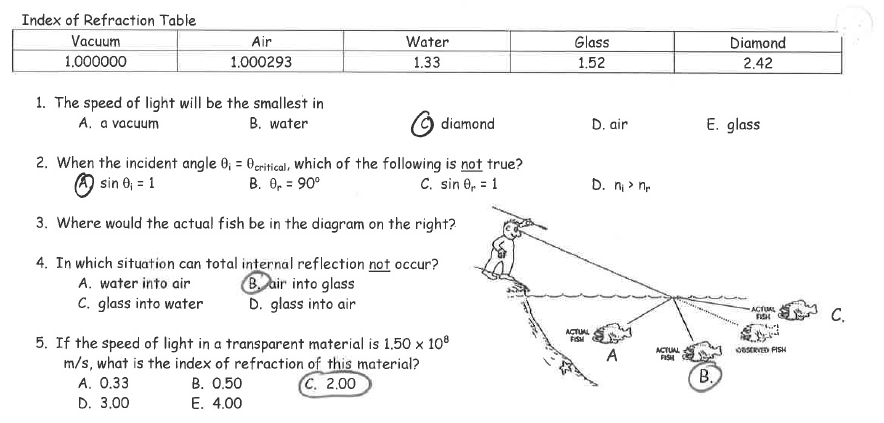 Index of Refraction Table
Vacuum Air Water Glass Diamond
1.000000 1.000293 1.33 1.52 2.42
1. The speed of light will be the smallest in
A. a vacuum B. water C diamond D. air E. glass
2. When the incident angle θi = θcritical, which of the following is not true?
A. sin θi = 1 B. θr = 90° C. sin θr = 1 D. ni > nr
3. Where would the actual fish be in the diagram on the right?
4. In which situation can total internal reflection not occur?
A. water into air B. air into glass
C. glass into water D. glass into air
5. If the speed of light in a transparent material is 1.50 x 10⁸
m/s, what is the index of refraction of this material?
A. 0.33 B. 0.50 C. 2.00
D. 3.00 E. 4.00
ACTUAL
FISH
C.
OBSERVED FISH
ACTUAL
FISH
A
ACTUAL
FISH
B.